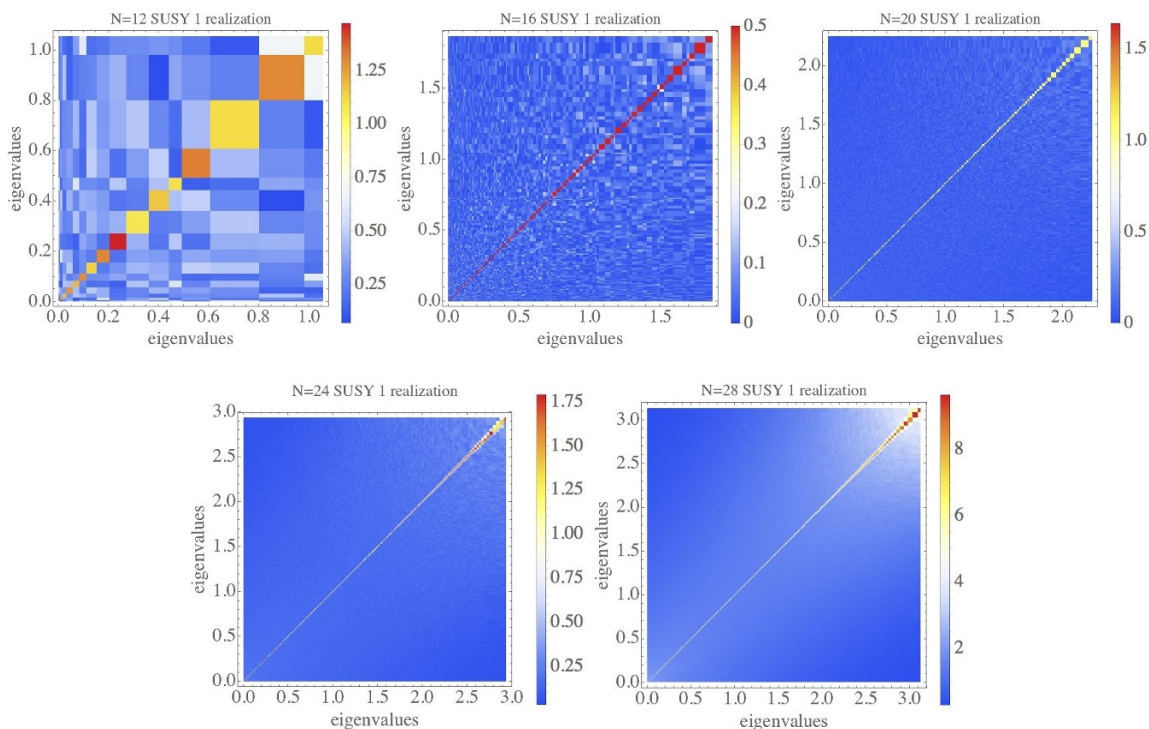 N=12 SUSY 1 realization
1.0
0.8
0.6
0.4
0.2
0.0
eigenvalues
0.0 0.2 0.4 0.6 0.8 1.0
eigenvalues
1.25
1.00
0.75
0.50
0.25
N=16 SUSY 1 realization
1.5
1.0
0.5
0.0
eigenvalues
0.0 0.5 1.0 1.5
eigenvalues
0.5
0.4
0.3
0.2
0.1
0
N=20 SUSY 1 realization
2.0
1.5
1.0
0.5
0.0
eigenvalues
0.0 0.5 1.0 1.5 2.0
eigenvalues
1.5
1.0
0.5
0
N=24 SUSY 1 realization
3.0
2.5
2.0
1.5
1.0
0.5
0.0
eigenvalues
0.0 0.5 1.0 1.5 2.0 2.5 3.0
eigenvalues
1.75
1.50
1.25
1.00
0.75
0.50
0.25
N=28 SUSY 1 realization
3.0
2.5
2.0
1.5
1.0
0.5
0.0
eigenvalues
0.0 0.5 1.0 1.5 2.0 2.5 3.0
eigenvalues
8
6
4
2